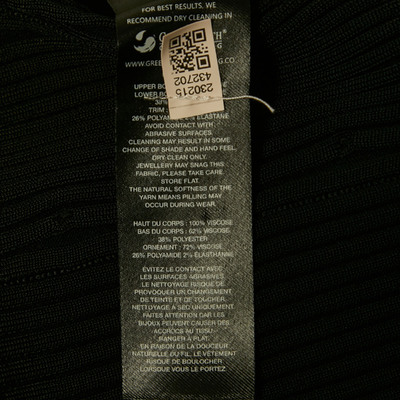 FOR BEST RESULTS, WE
RECOMMEND DRY CLEANING IN
WWW.GREE
G.CO
230215
432702
UPPER BO
LOWER BO
38%
TRIM :
26% POLYAMIDE 2% ELASTANE
AVOID CONTACT WITH
ABRASIVE SURFACES.
CLEANING MAY RESULT IN SOME
CHANGE OF SHADE AND HAND FEEL,
DRY CLEAN ONLY.
JEWELLERY MAY SNAG THIS
FABRIC, PLEASE TAKE CARE.
STORE FLAT.
THE NATURAL SOFTNESS OF THE
YARN MEANS PILLING MAY
OCCUR DURING WEAR.
HAUT DU CORPS : 100% VISCOSE
BAS DU CORPS : 62% VISCOSE
38% POLYESTER
ORNEMENT : 72% VISCOSE
26% POLYAMIDE 2% ÉLASTHANNE
ÉVITEZ LE CONTACT AVEC
LES SURFACES ABRASIVES.
LE NETTOYAGE RISQUE DE
PROVOQUER UN CHANGEMENT
DE TEINTE ET DE TOUCHER,
NETTOYAGE À SEC UNIQUEMENT.
FAITES ATTENTION CAR LES
BIJOUX PEUVENT CAUSER DES
ACCROCS AU TISSU.
RANGER À PLAT.
EN RAISON DE LA DOUCEUR
NATURELLE DU FIL, LE VÊTEMENT
RISQUE DE BOULOCHER LORSQUE
VOUS LE PORTEZ.